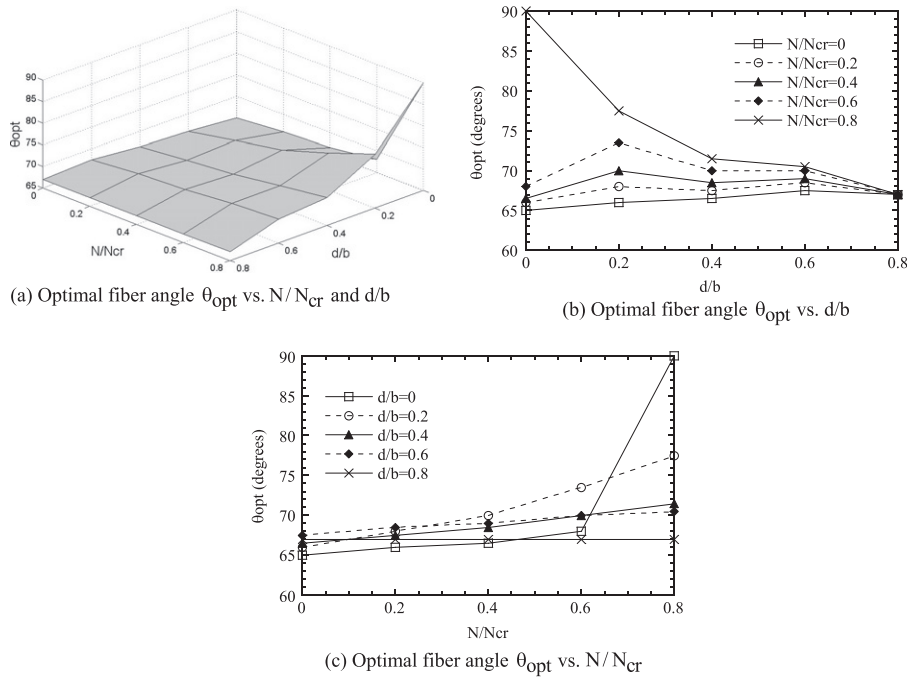 90
85
80
75
70
65
θopt
0
0.2
0.4
0.6
0.8
N/Ncr
0.8
0.6
0.4
0.2
0
d/b
(a) Optimal fiber angle θopt vs. N/Ncr and d/b
90
85
80
75
70
65
60
θopt (degrees)
N/Ncr=0
N/Ncr=0.2
N/Ncr=0.4
N/Ncr=0.6
N/Ncr=0.8
0 0.2 0.4 0.6 0.8
d/b
(b) Optimal fiber angle θopt vs. d/b
90
85
80
75
70
65
60
θopt (degrees)
d/b=0
d/b=0.2
d/b=0.4
d/b=0.6
d/b=0.8
0 0.2 0.4 0.6 0.8
N/Ncr
(c) Optimal fiber angle θopt vs. N/Ncr